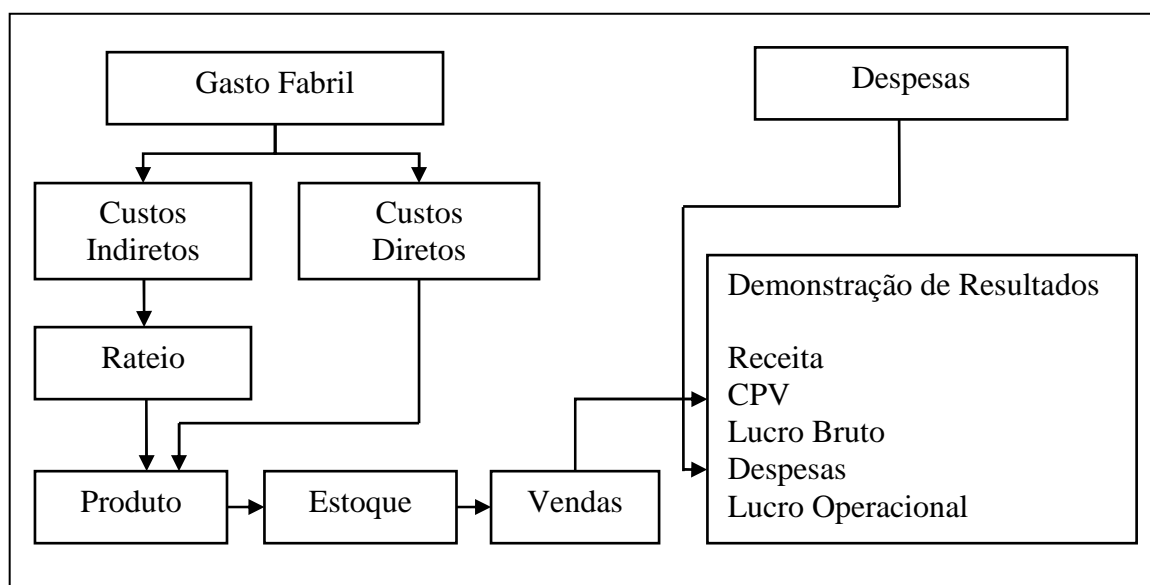 Gasto Fabril
Despesas
Custos
Indiretos
Custos
Diretos
Rateio
Produto
Estoque
Vendas
Demonstração de Resultados
Receita
CPV
Lucro Bruto
Despesas
Lucro Operacional